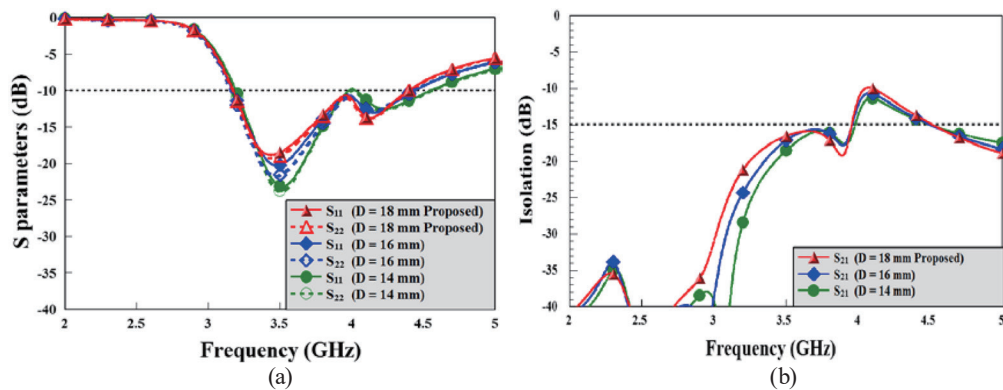 0
-5
-10
-15
-20
-25
-30
-35
-40
S parameters (dB)
S11 (D = 18 mm Proposed)
S22 (D = 18 mm Proposed)
S11 (D = 16 mm)
S22 (D = 16 mm)
S11 (D = 14 mm)
S22 (D = 14 mm)
2 2.5 3 3.5 4 4.5 5
Frequency (GHz)
(a)
0
-5
-10
-15
-20
-25
-30
-35
-40
Isolation (dB)
S21 (D = 18 mm Proposed)
S21 (D = 16 mm)
S21 (D = 14 mm)
2 2.5 3 3.5 4 4.5 5
Frequency (GHz)
(b)